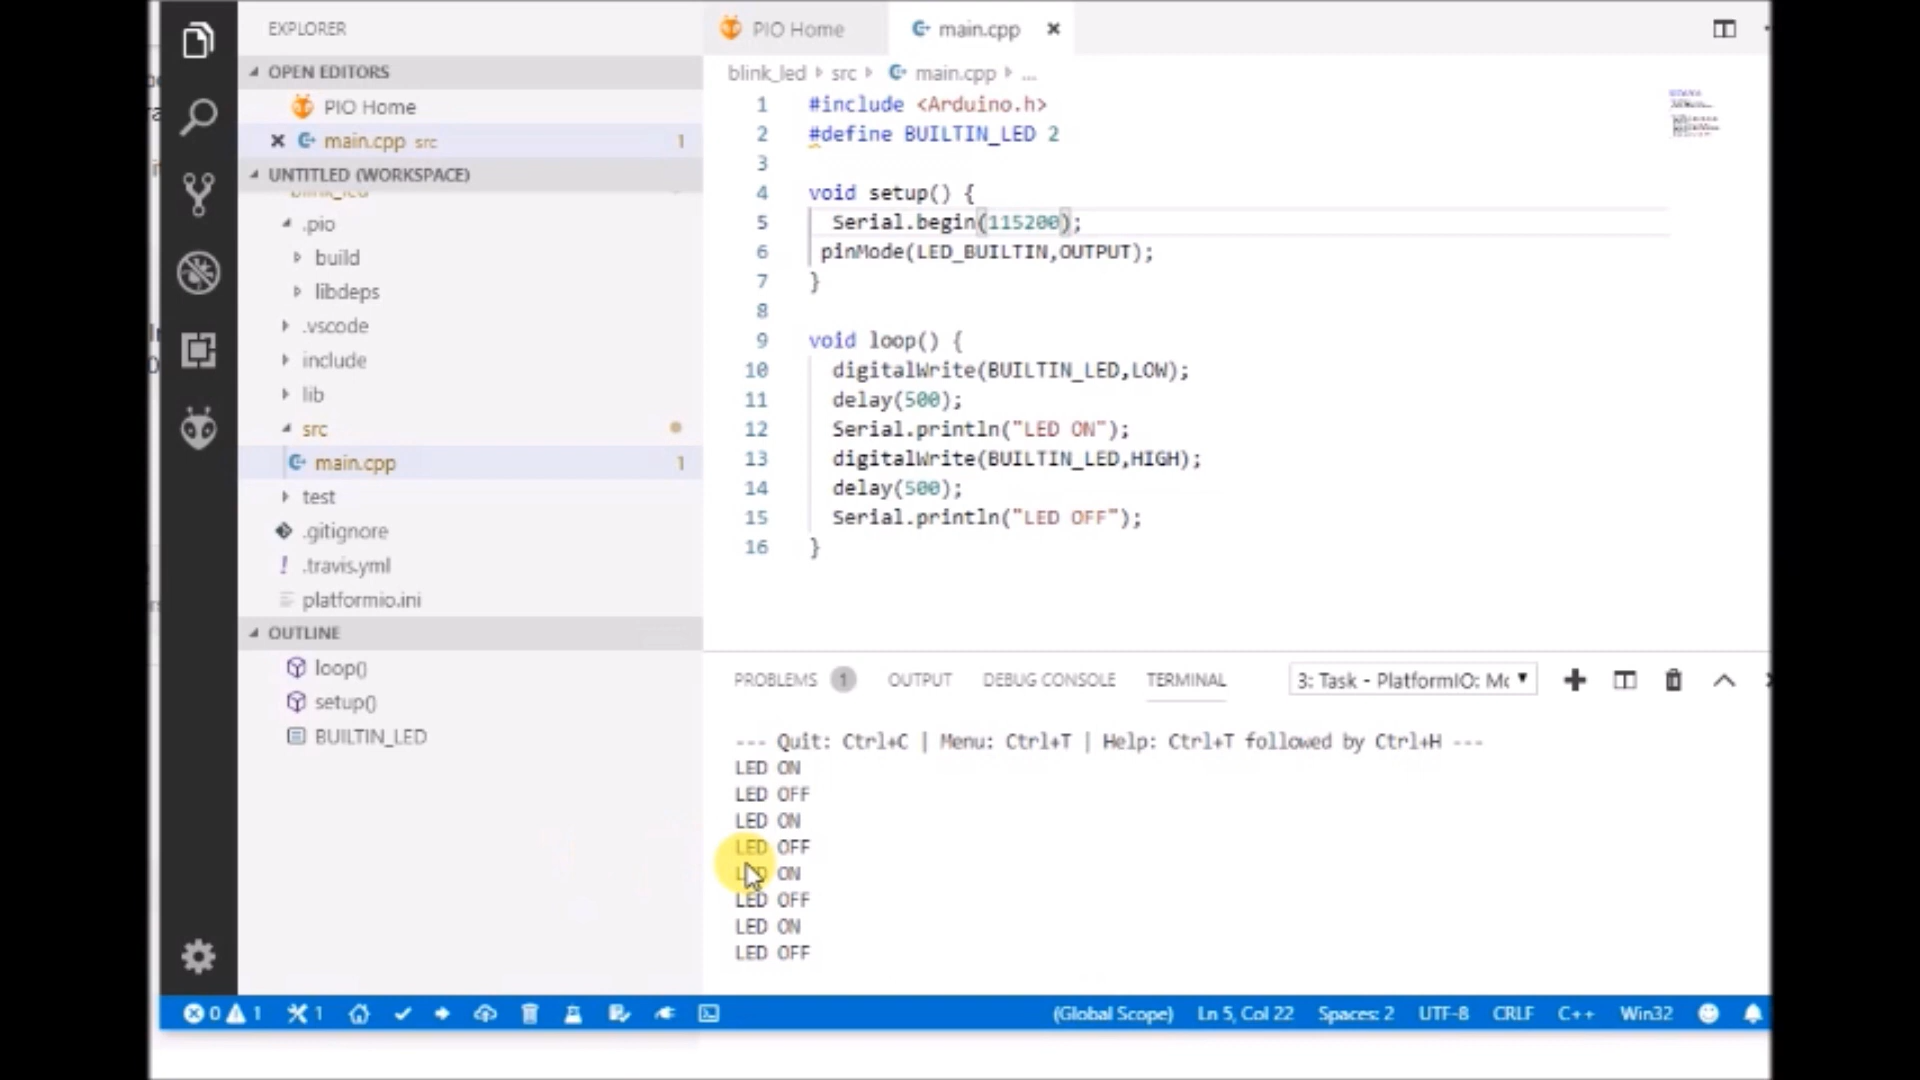 EXPLORER
OPEN EDITORS
PIO Home
main.cpp src 1
UNTITLED (WORKSPACE)
.pio
build
libdeps
.vscode
include
lib
src
main.cpp 1
test
.gitignore
.travis.yml
platformio.ini
OUTLINE
loop()
setup()
BUILTIN_LED
PIO Home
main.cpp
blink_led src main.cpp ...
1 #include <Arduino.h>
2 #define BUILTIN_LED 2
3
4 void setup() {
5 Serial.begin(115200);
6 pinMode(LED_BUILTIN,OUTPUT);
7 }
8
9 void loop() {
10 digitalWrite(BUILTIN_LED,LOW);
11 delay(500);
12 Serial.println("LED ON");
13 digitalWrite(BUILTIN_LED,HIGH);
14 delay(500);
15 Serial.println("LED OFF");
16 }
PROBLEMS 1 OUTPUT DEBUG CONSOLE TERMINAL 3: Task - PlatformIO: Mc
--- Quit: Ctrl+C | Menu: Ctrl+T | Help: Ctrl+T followed by Ctrl+H ---
LED ON
LED OFF
LED ON
LED OFF
LED ON
LED OFF
LED ON
LED OFF
0 1 1 (Global Scope) Ln 5, Col 22 Spaces: 2 UTF-8 CRLF C++ Win32